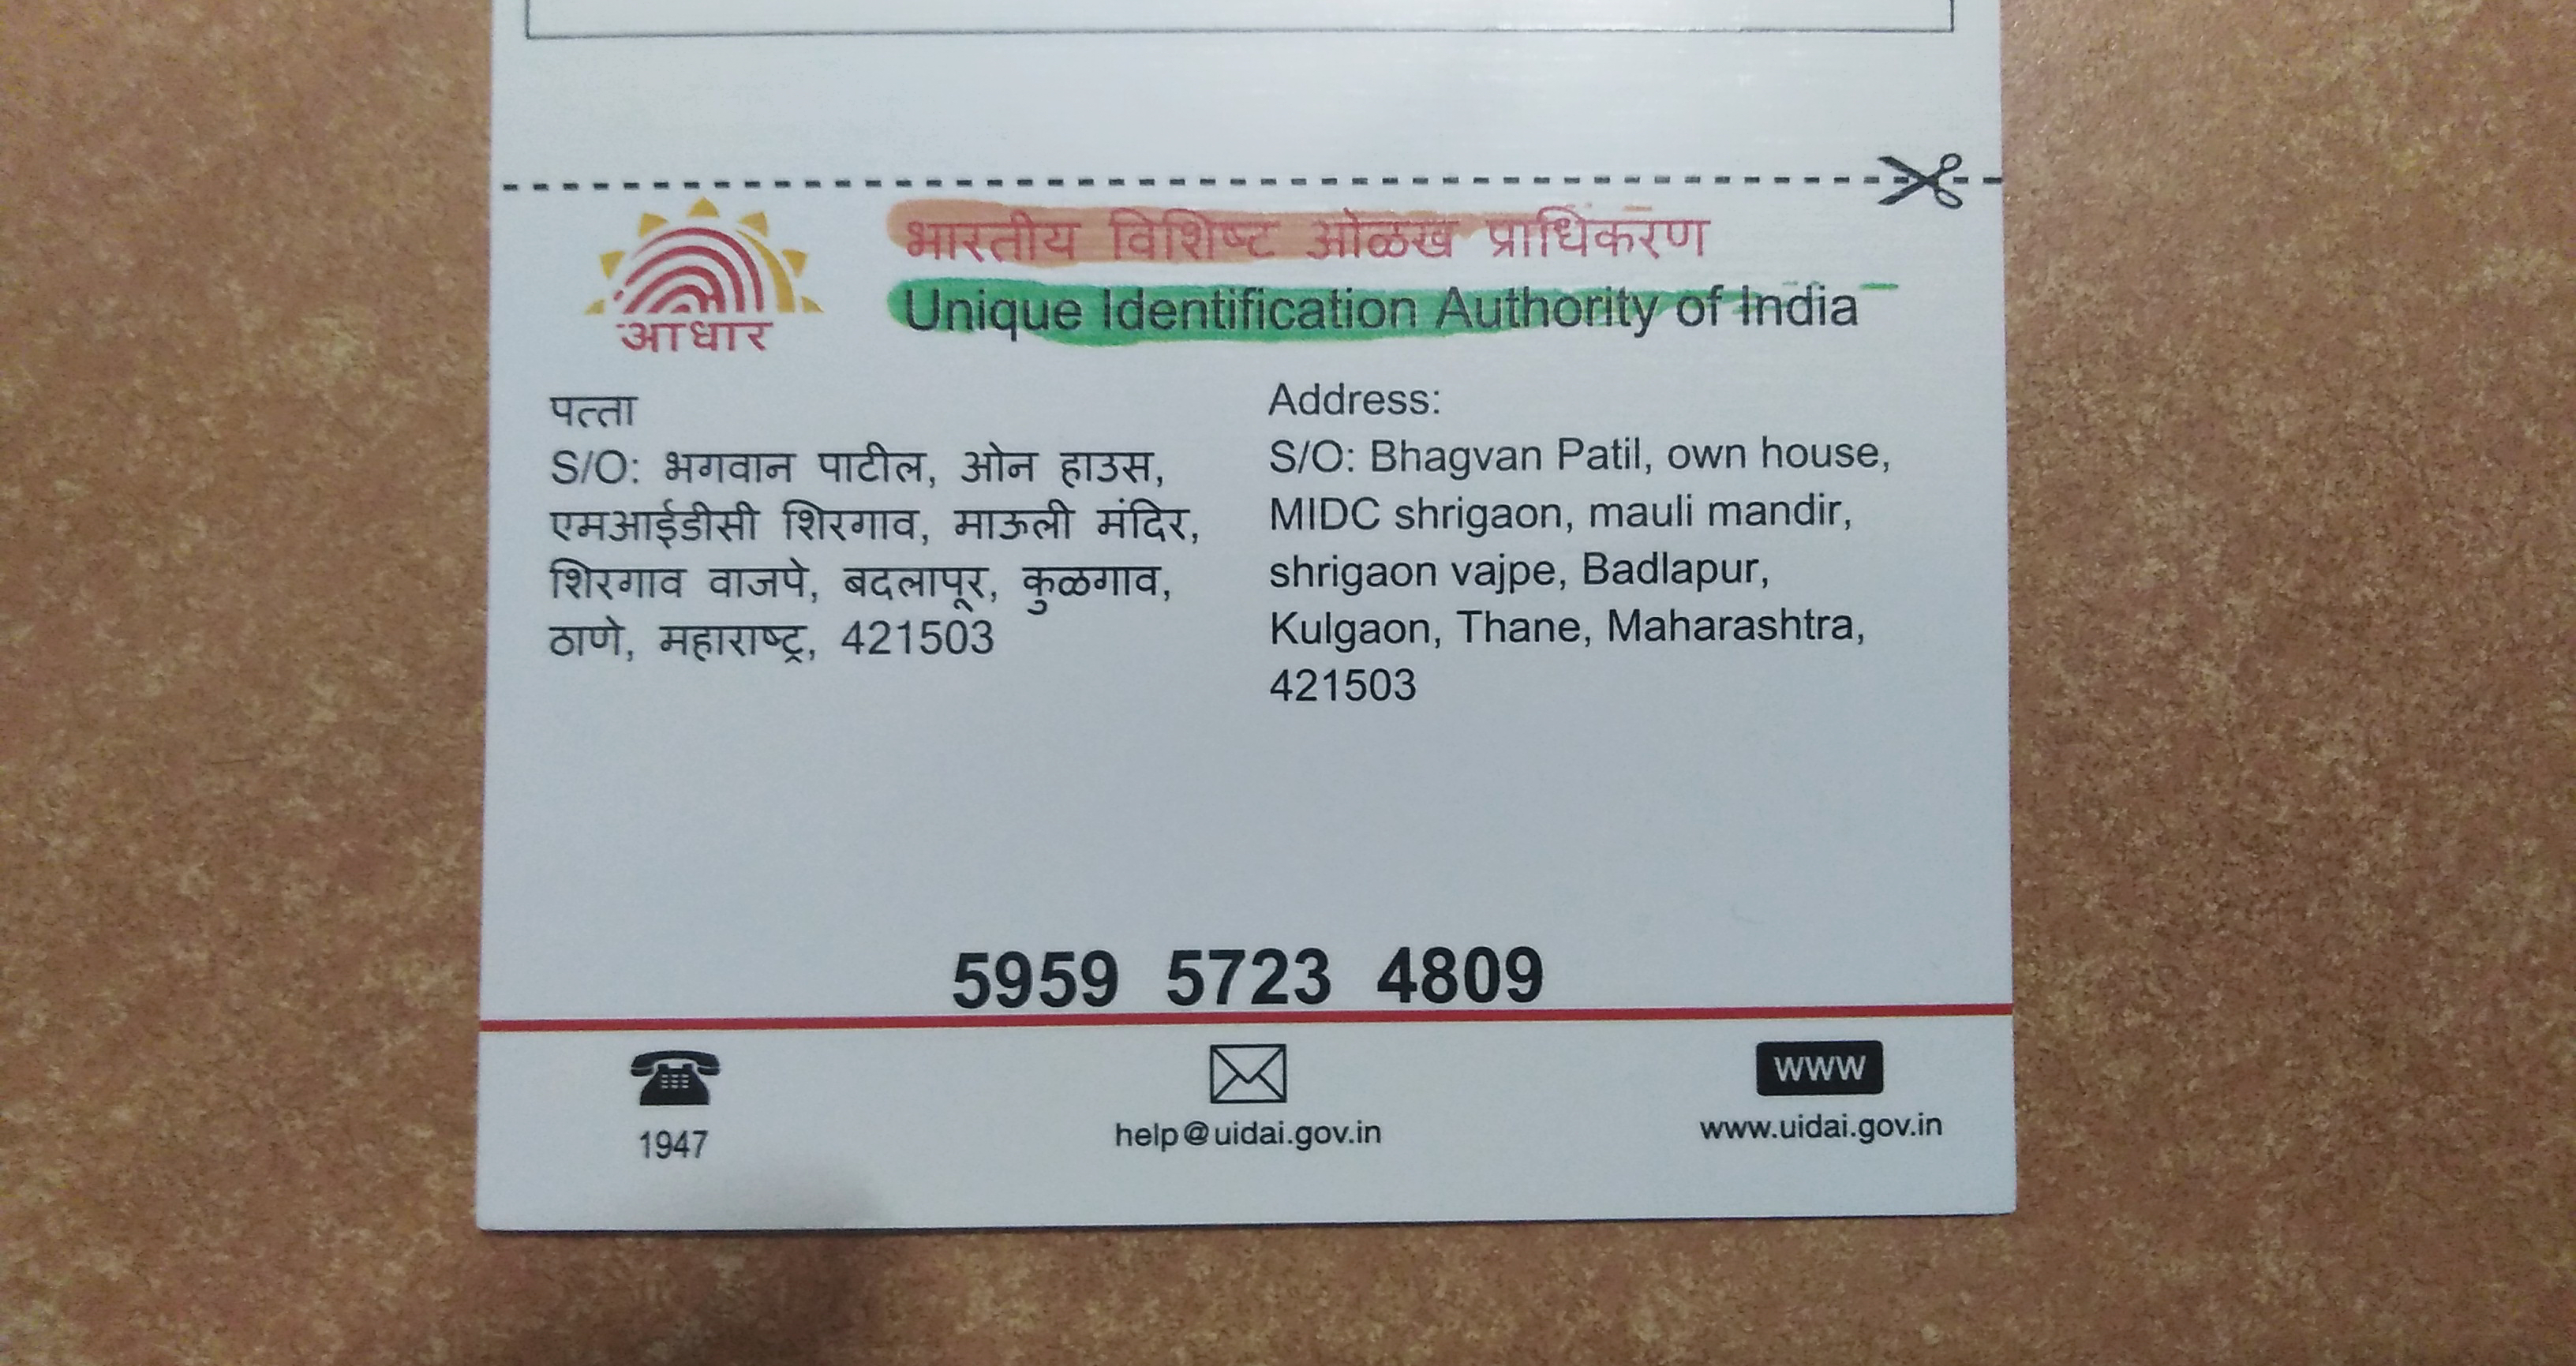 भारतीय विशिष्ट ओळख प्राधिकरण
Unique Identification Authority of India
आधार
पत्ता
S/O: भगवान पाटील, ओन हाउस,
एमआईडीसी शिरगाव, माऊली मंदिर,
शिरगाव वाजपे, बदलापूर, कुळगाव,
ठाणे, महाराष्ट्र, 421503
Address:
S/O: Bhagvan Patil, own house,
MIDC shrigaon, mauli mandir,
shrigaon vajpe, Badlapur,
Kulgaon, Thane, Maharashtra,
421503
5959 5723 4809
1947
help@uidai.gov.in
WWW
www.uidai.gov.in